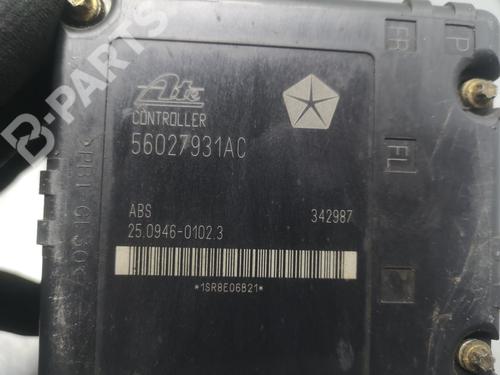 B-PARTS
Ate
CONTROLLER
56027931AC
ABS 342987
25.0946-0102.3
*1SR8E06B21*
FR
P
FL